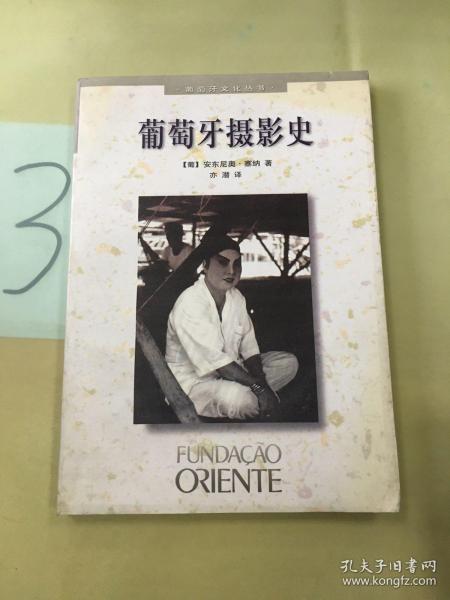 ·葡萄牙文化丛书·
葡萄牙摄影史
【葡】安东尼奥·塞纳 著
亦潜 译
3
FUNDAÇÃO
ORIENTE
孔夫子旧书网
www.kongfz.com